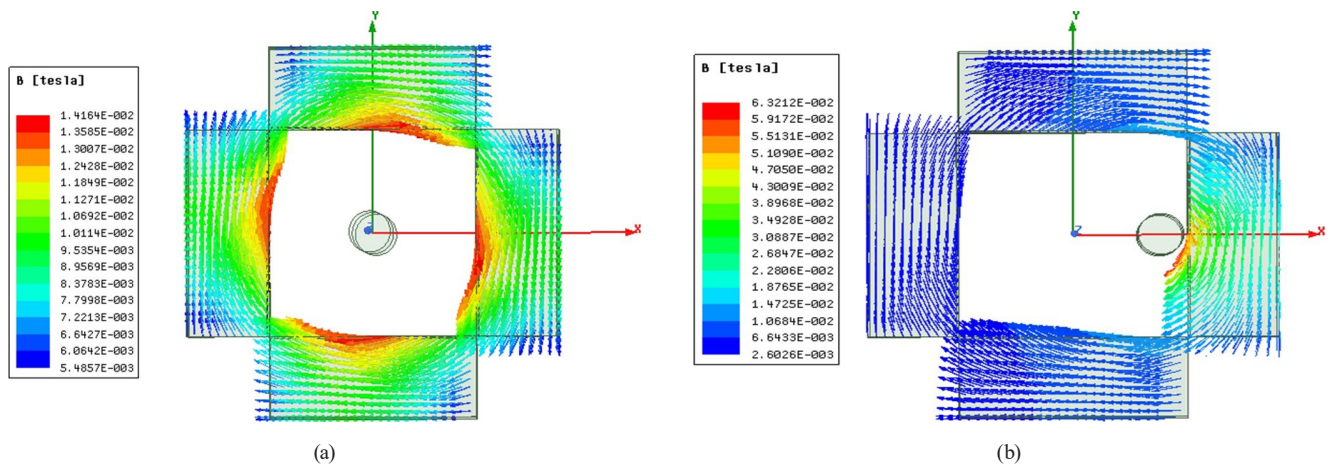 Y
B [tesla]
1.4164E-002
1.3585E-002
1.3007E-002
1.2428E-002
1.1849E-002
1.1271E-002
1.0692E-002
1.0114E-002
9.5354E-003
8.9569E-003
8.3783E-003
7.7998E-003
7.2213E-003
6.6427E-003
6.0642E-003
5.4857E-003
X
(a)
Y
B [tesla]
6.3212E-002
5.9172E-002
5.5131E-002
5.1090E-002
4.7050E-002
4.3009E-002
3.8968E-002
3.4928E-002
3.0887E-002
2.6847E-002
2.2806E-002
1.8765E-002
1.4725E-002
1.0684E-002
6.6433E-003
2.6026E-003
Z
X
(b)